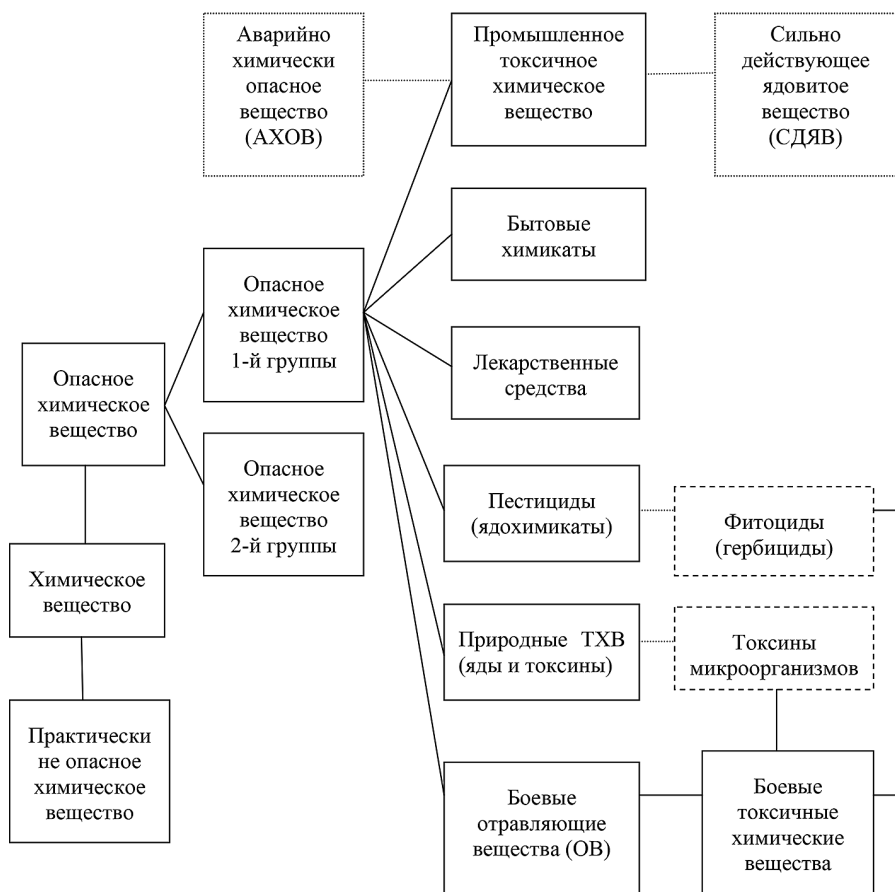 Аварийно
химически
опасное
вещество
(АХОВ)
Промышленное
токсичное
химическое
вещество
Сильно
действующее
ядовитое
вещество
(СДЯВ)
Бытовые
химикаты
Опасное
химическое
вещество
1-й группы
Лекарственные
средства
Опасное
химическое
вещество
Опасное
химическое
вещество
2-й группы
Пестициды
(ядохимикаты)
Фитоциды
(гербициды)
Химическое
вещество
Природные ТХВ
(яды и токсины)
Токсины
микроорганизмов
Практически
не опасное
химическое
вещество
Боевые
отравляющие
вещества (ОВ)
Боевые
токсичные
химические
вещества